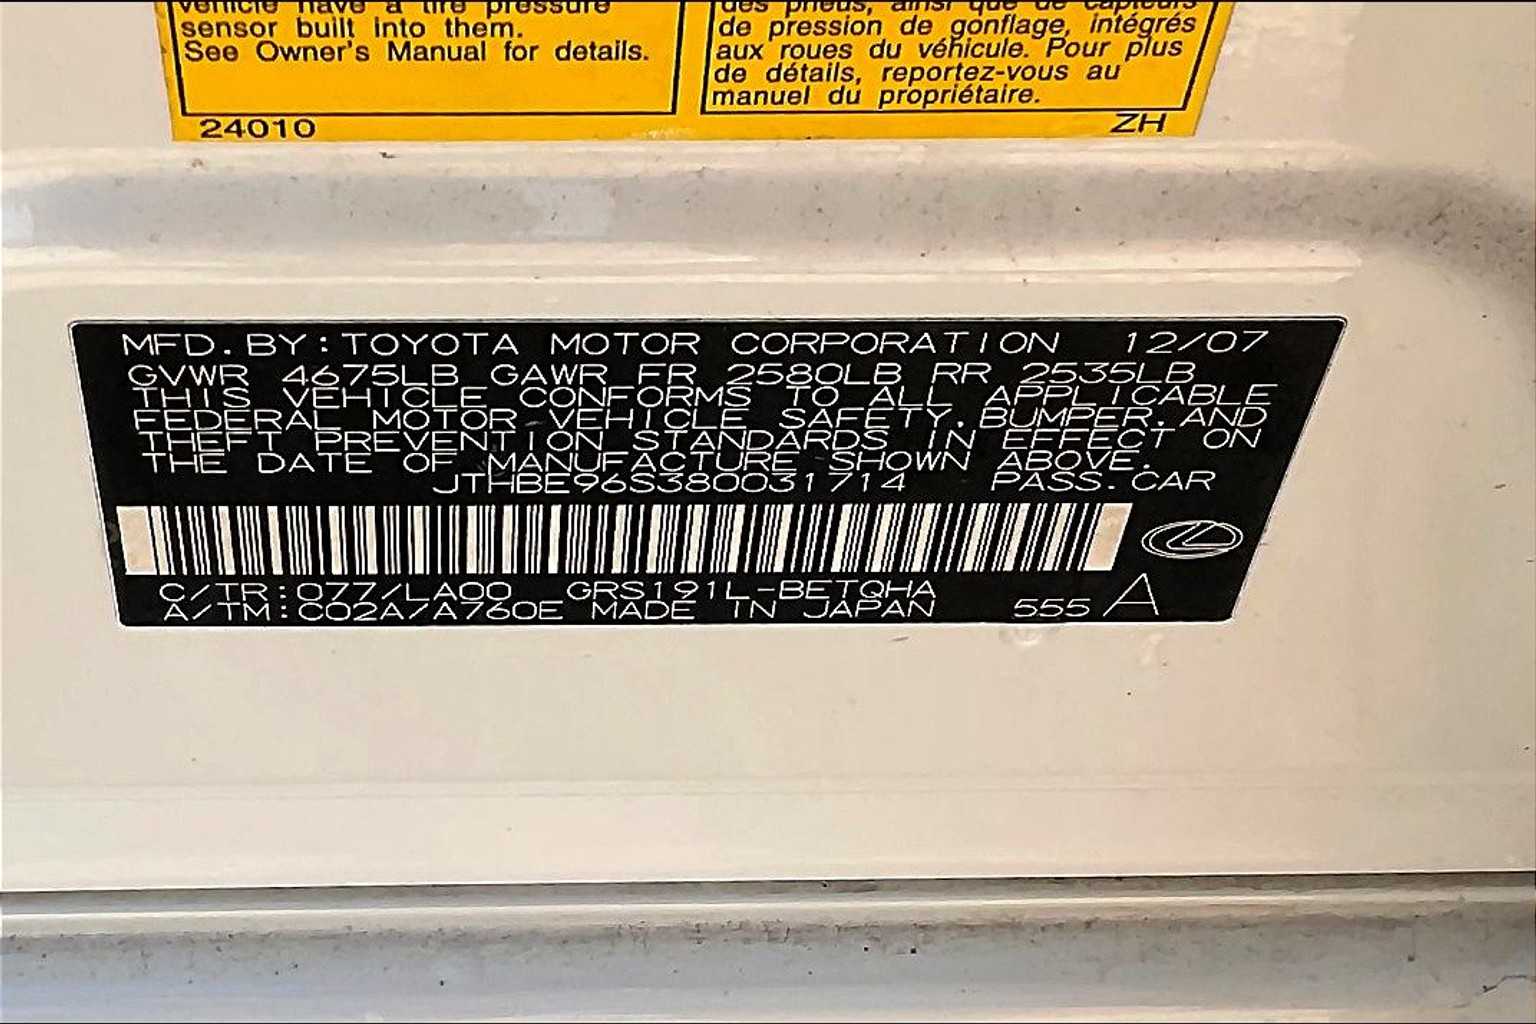 vehicle have a tire pressure
sensor built into them.
See Owner's Manual for details.
24010
des pneus, ainsi que de capteurs
de pression de gonflage, intégrés
aux roues du véhicule. Pour plus
de détails, reportez-vous au
manuel du propriétaire.
ZH
MFD. BY: TOYOTA MOTOR CORPORATION 12/07
GVWR 4675LB GAWR FR 2580LB RR 2535LB
THIS VEHICLE CONFORMS TO ALL APPLICABLE
FEDERAL MOTOR VEHICLE SAFETY, BUMPER, AND
THEFT PREVENTION STANDARDS IN EFFECT ON
THE DATE OF MANUFACTURE SHOWN ABOVE.
JTHBE96S380031714 PASS. CAR
C/TR: 077/LA00 GRS191L-BETQHA
A/TM: C02A/A760E MADE IN JAPAN 555 A